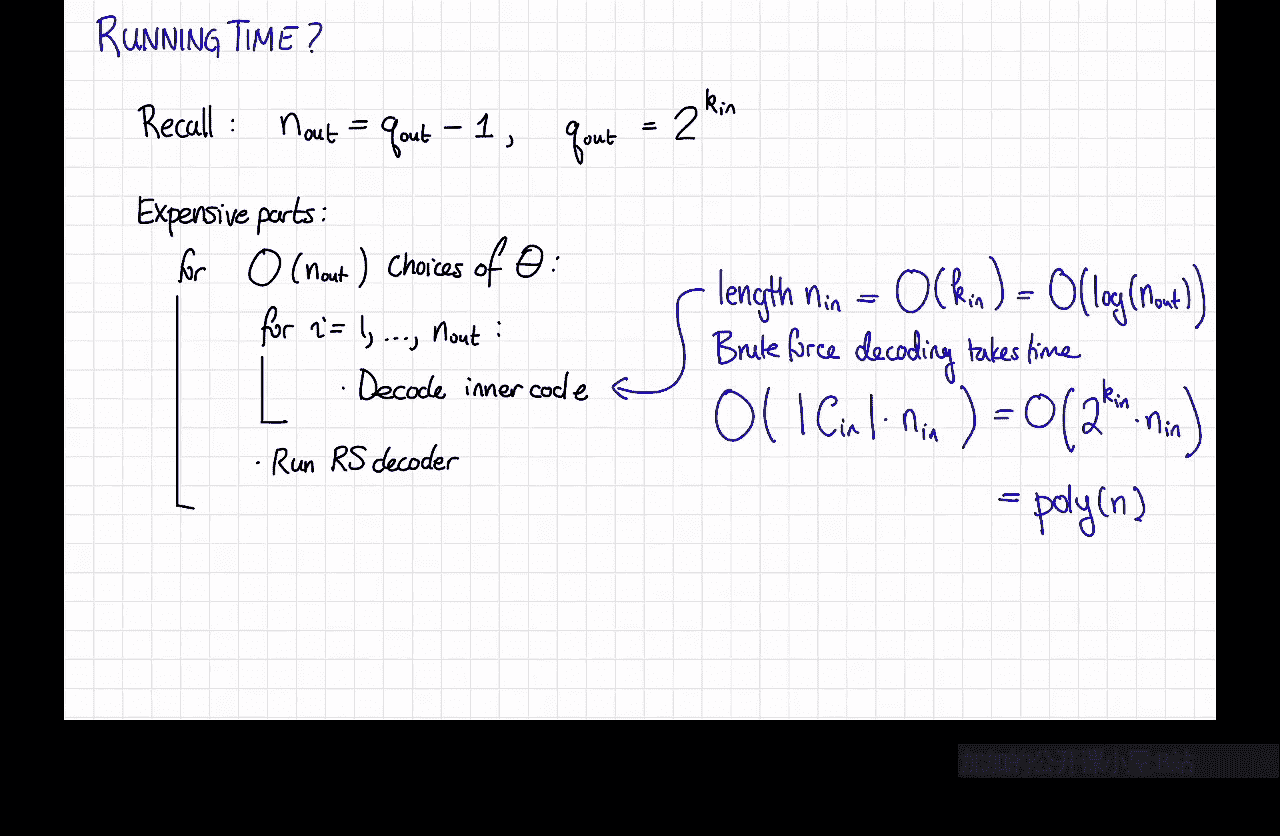 RUNNING TIME?
Recall: n_out = q_out - 1, q_out = 2^{k_in}
Expensive parts:
for O(n_out) choices of θ:
for i = 1, ..., n_out:
· Decode inner code
· Run RS decoder
length n_in = O(k_in) = O(log(n_out))
Brute force decoding takes time
O(|C_in| · n_in) = O(2^{k_in} · n_in)
= poly(n)